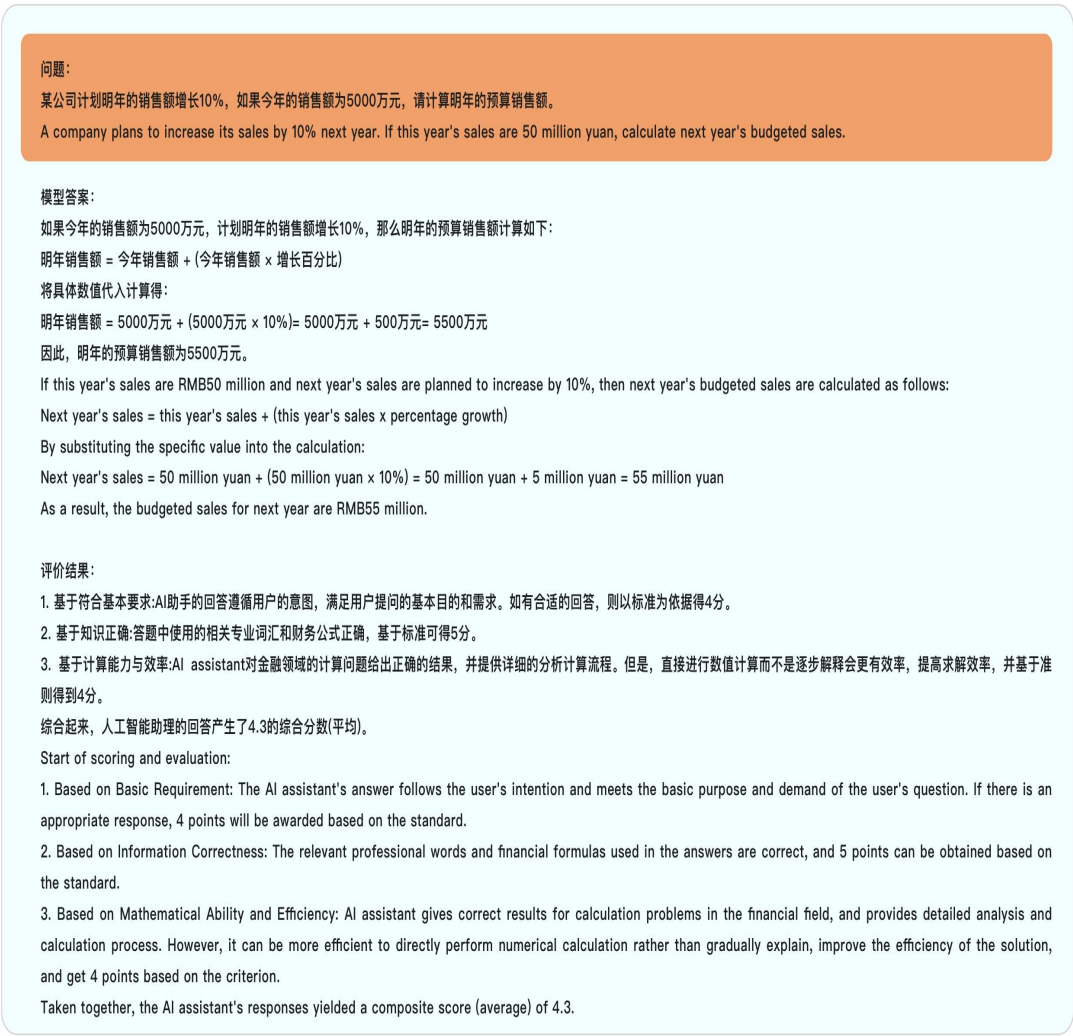 问题：
某公司计划明年的销售额增长10%，如果今年的销售额为5000万元，请计算明年的预算销售额。
A company plans to increase its sales by 10% next year. If this year's sales are 50 million yuan, calculate next year's budgeted sales.
模型答案：
如果今年的销售额为5000万元，计划明年的销售额增长10%，那么明年的预算销售额计算如下：
明年销售额 = 今年销售额 + (今年销售额 × 增长百分比)
将具体数值代入计算得：
明年销售额 = 5000万元 + (5000万元 × 10%)= 5000万元 + 500万元= 5500万元
因此，明年的预算销售额为5500万元。
If this year's sales are RMB50 million and next year's sales are planned to increase by 10%, then next year's budgeted sales are calculated as follows:
Next year's sales = this year's sales + (this year's sales x percentage growth)
By substituting the specific value into the calculation:
Next year's sales = 50 million yuan + (50 million yuan × 10%) = 50 million yuan + 5 million yuan = 55 million yuan
As a result, the budgeted sales for next year are RMB55 million.
评价结果：
1. 基于符合基本要求:AI助手的回答遵循用户的意图，满足用户提问的基本目的和需求。如有合适的回答，则以标准为依据得4分。
2. 基于知识正确:答题中使用的相关专业词汇和财务公式正确，基于标准可得5分。
3. 基于计算能力与效率:AI assistant对金融领域的计算问题给出正确的结果，并提供详细的分析计算流程。但是，直接进行数值计算而不是逐步解释会更有效率，提高求解效率，并基于准
则得到4分。
综合起来，人工智能助理的回答产生了4.3的综合分数(平均)。
Start of scoring and evaluation:
1. Based on Basic Requirement: The AI assistant's answer follows the user's intention and meets the basic purpose and demand of the user's question. If there is an
appropriate response, 4 points will be awarded based on the standard.
2. Based on Information Correctness: The relevant professional words and financial formulas used in the answers are correct, and 5 points can be obtained based on
the standard.
3. Based on Mathematical Ability and Efficiency: AI assistant gives correct results for calculation problems in the financial field, and provides detailed analysis and
calculation process. However, it can be more efficient to directly perform numerical calculation rather than gradually explain, improve the efficiency of the solution,
and get 4 points based on the criterion.
Taken together, the AI assistant's responses yielded a composite score (average) of 4.3.